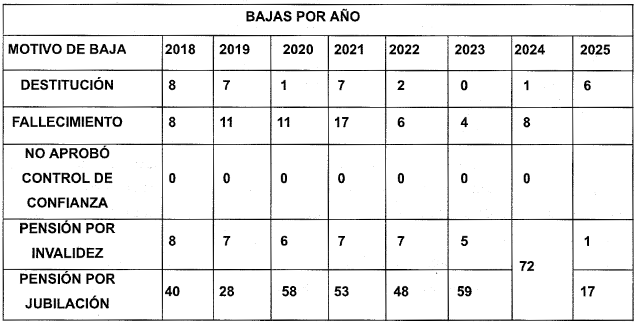 BAJAS POR AÑO
MOTIVO DE BAJA 2018 2019 2020 2021 2022 2023 2024 2025
DESTITUCIÓN 8 7 1 7 2 0 1 6
FALLECIMIENTO 8 11 11 17 6 4 8
NO APROBÓ
CONTROL DE 0 0 0 0 0 0 0
CONFIANZA
PENSIÓN POR
INVALIDEZ 8 7 6 7 7 5 1
72
PENSIÓN POR
JUBILACIÓN 40 28 58 53 48 59 17